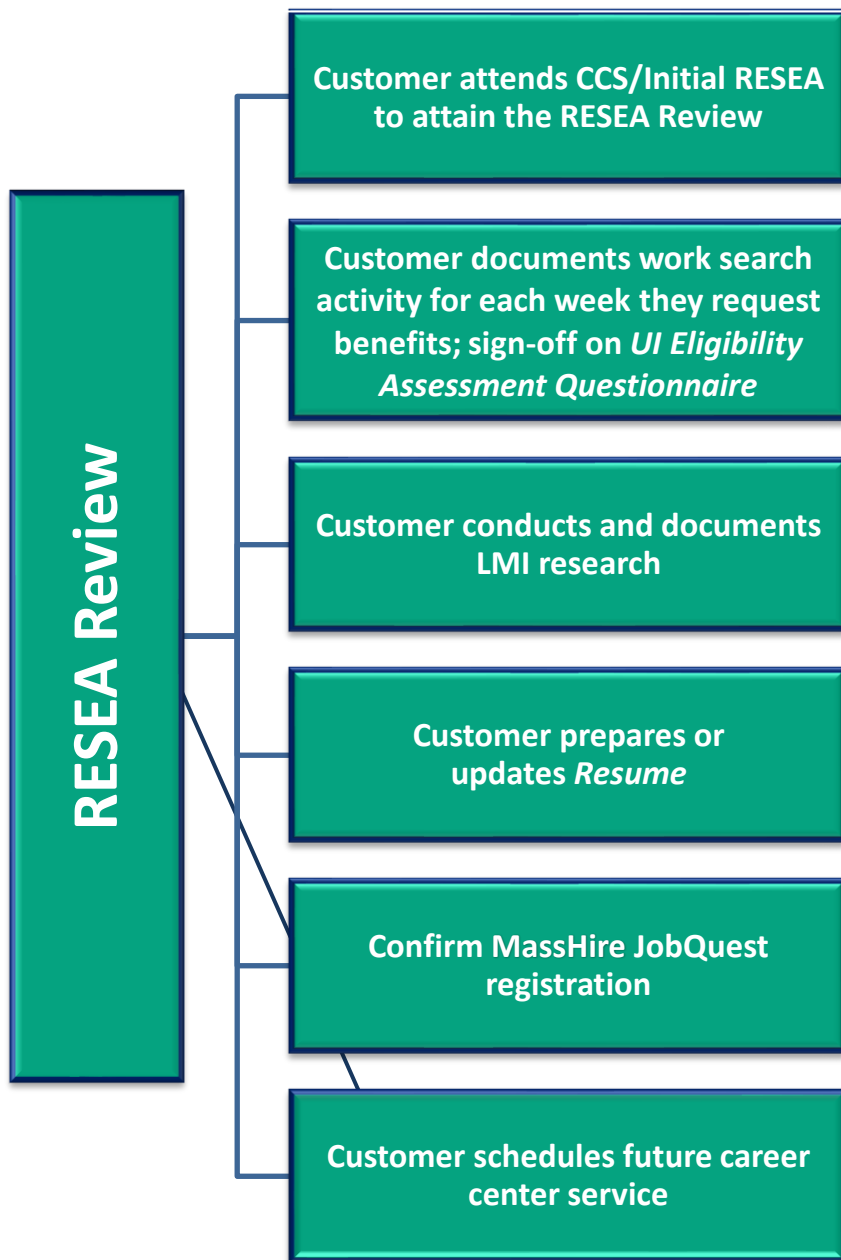 RESEA Review
Customer attends CCS/Initial RESEA
to attain the RESEA Review
Customer documents work search
activity for each week they request
benefits; sign-off on UI Eligibility
Assessment Questionnaire
Customer conducts and documents
LMI research
Customer prepares or
updates Resume
Confirm MassHire JobQuest
registration
Customer schedules future career
center service